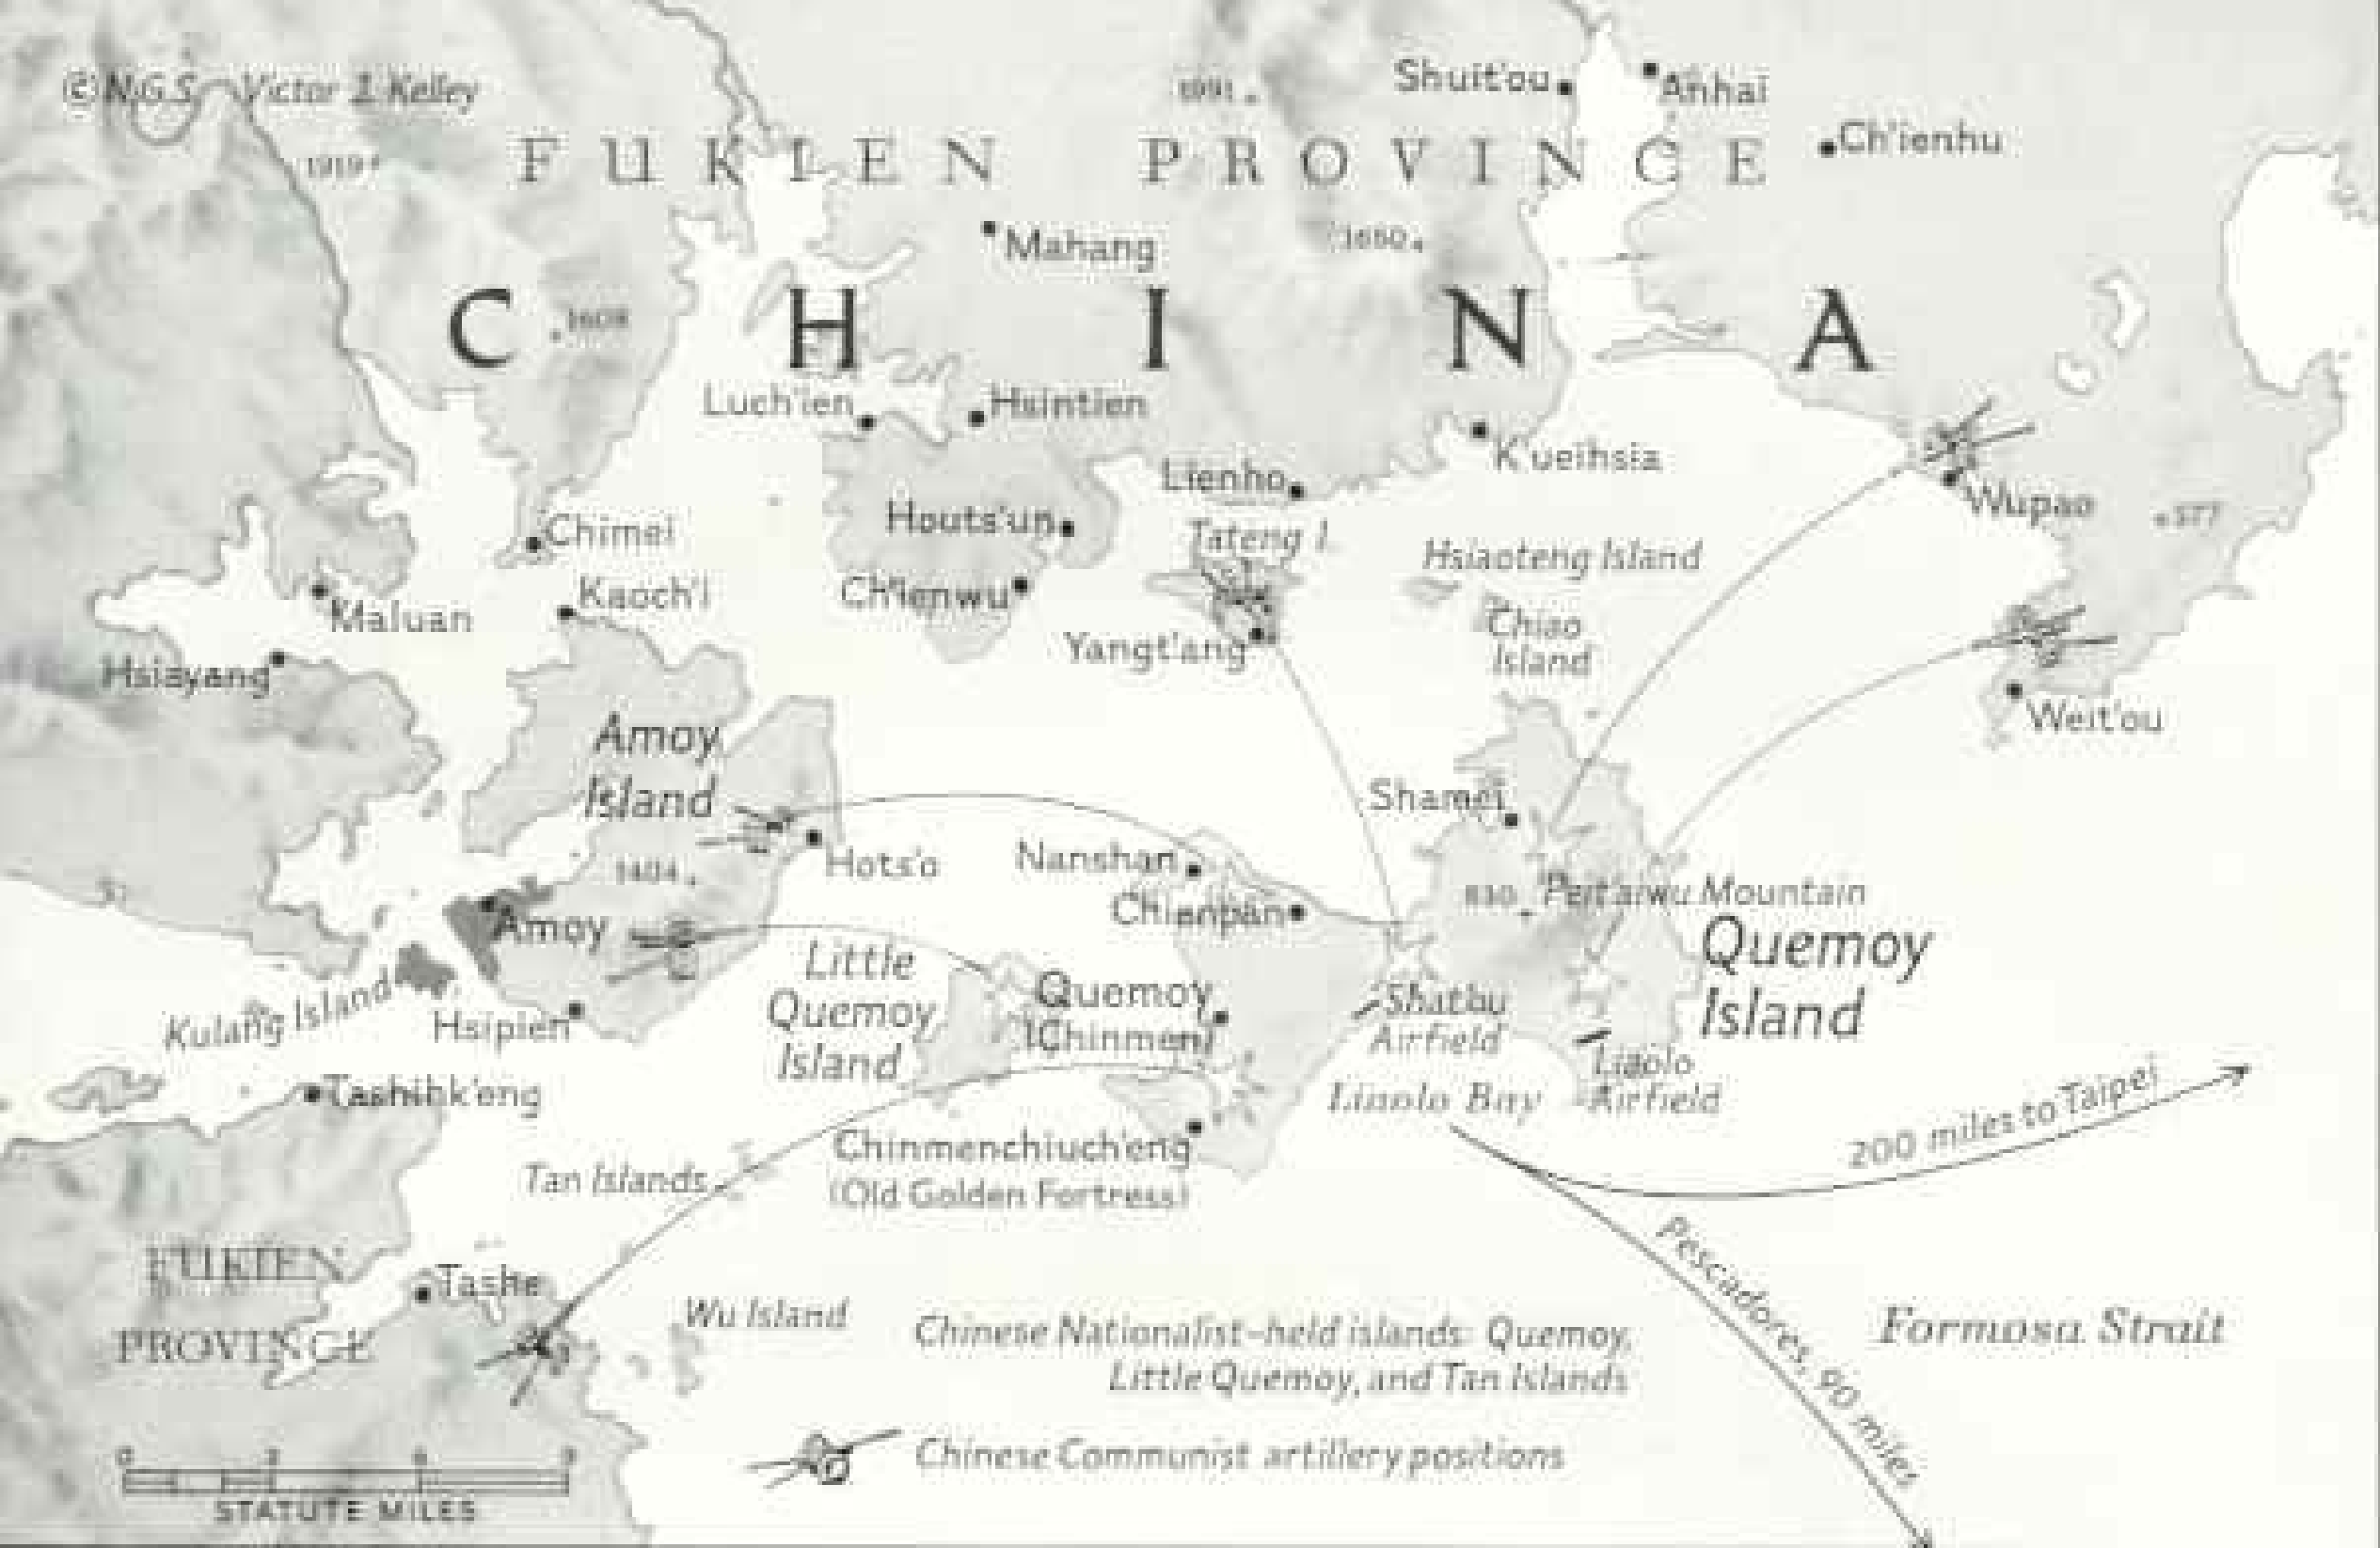 © N.G.S. Victor J. Kelley
1991
Shuit'ou
Anhai
Ch'ienhu
1919
FUKIEN PROVINCE
Mahang
1650
CHINA
1608
Luch'ien
Hsintien
K'ueihsia
Lienho
Wupao
577
Houts'un
Tateng I.
Hsiaoteng Island
Chimei
Ch'ienwu
Kaoch'i
Maluan
Chiao
Island
Yangt'ang
Hsiayang
Weit'ou
Amoy
Island
Shamei
1404
Hots'o
Nanshan
830
Peit'aiwu Mountain
Chienpan
Amoy
Quemoy
Island
Little
Quemoy
Island
Quemoy
(Chinmen)
Airfield
Kulang Island
Hsipien
Airfield
Tashihk'eng
Liaolo Bay
200 miles to Taipei
Chinmenchiuch'eng
(Old Golden Fortress)
Tan Islands
Pescadores, 90 miles
FUKIEN
PROVINCE
Tashe
Wu Island
Formosa Strait
Chinese Nationalist-held islands: Quemoy,
Little Quemoy, and Tan Islands
Chinese Communist artillery positions
STATUTE MILES